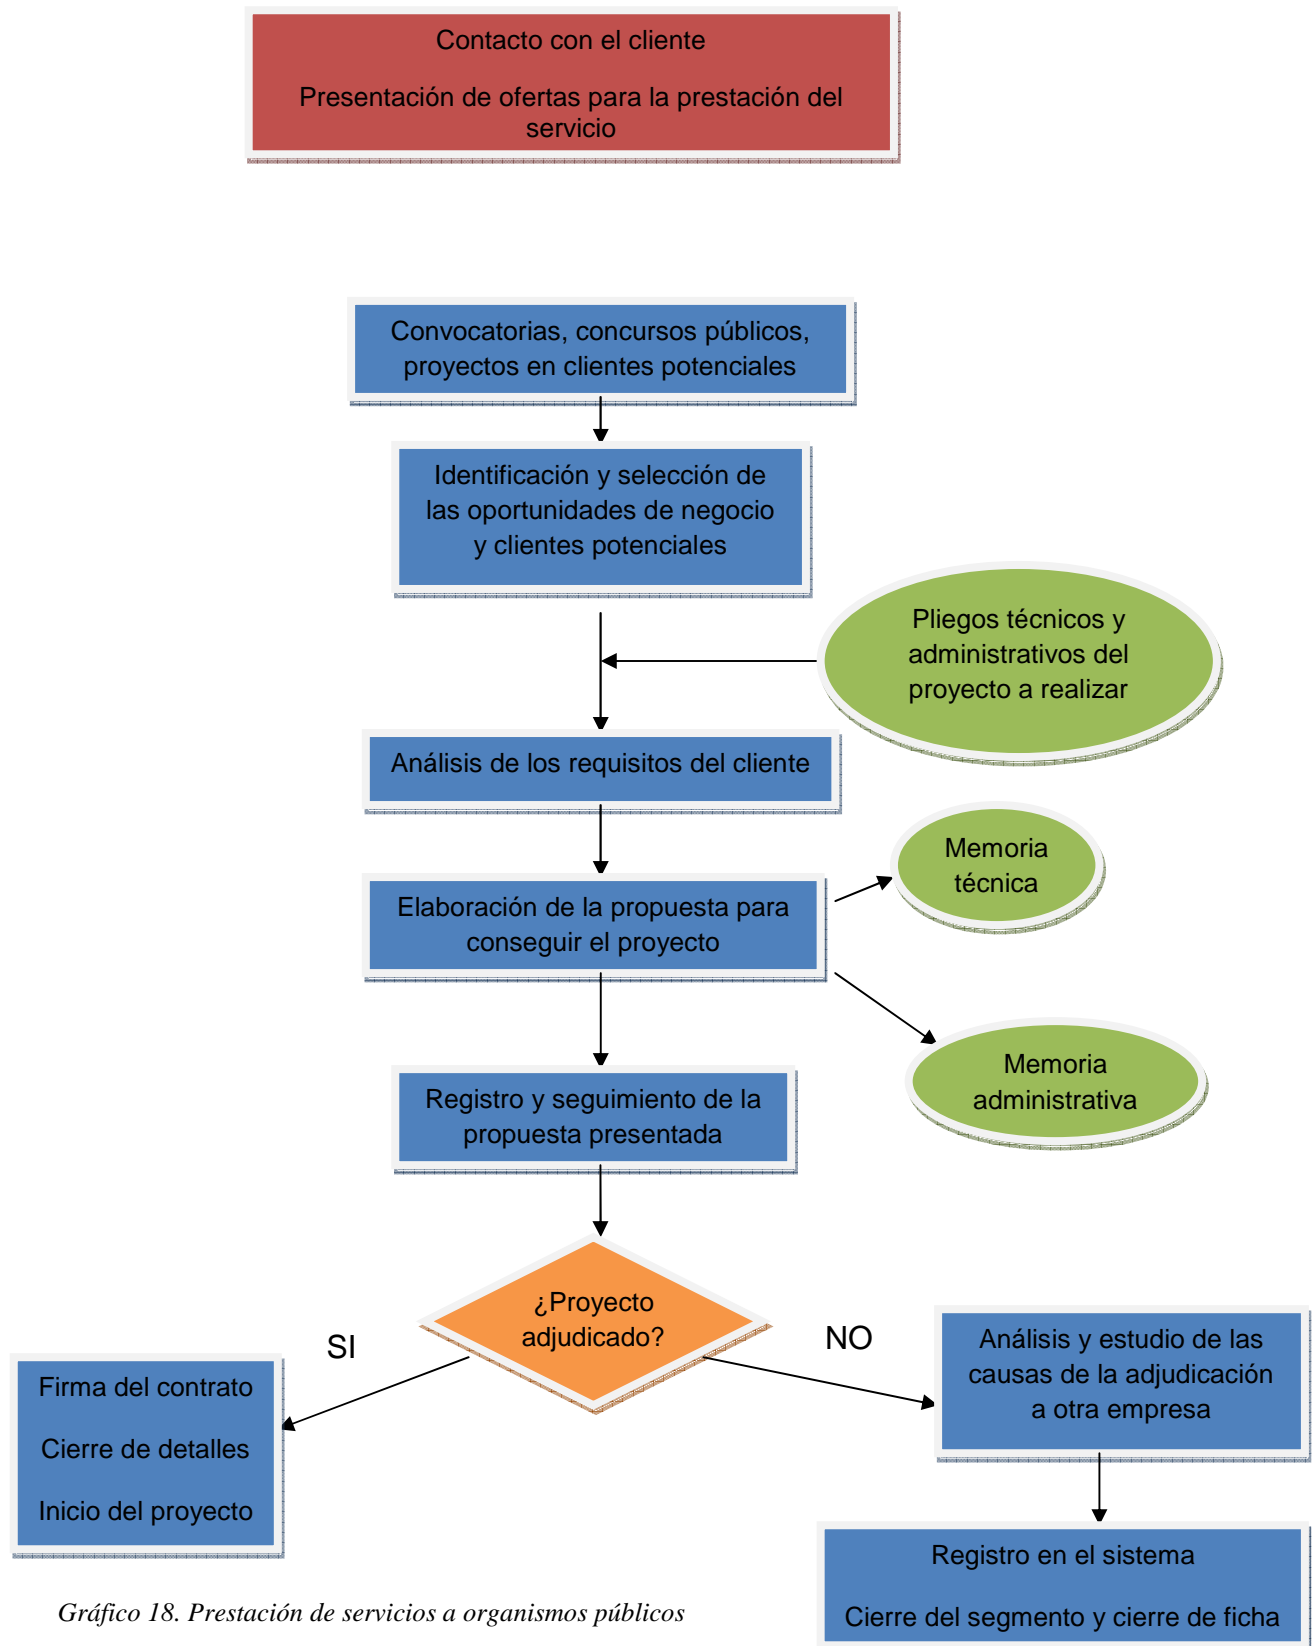 Contacto con el cliente
Presentación de ofertas para la prestación del
servicio
Convocatorias, concursos públicos,
proyectos en clientes potenciales
Identificación y selección de
las oportunidades de negocio
y clientes potenciales
Pliegos técnicos y
administrativos del
proyecto a realizar
Análisis de los requisitos del cliente
Memoria
técnica
Elaboración de la propuesta para
conseguir el proyecto
Memoria
administrativa
Registro y seguimiento de la
propuesta presentada
¿Proyecto
adjudicado?
SI
NO
Firma del contrato
Cierre de detalles
Inicio del proyecto
Análisis y estudio de las
causas de la adjudicación
a otra empresa
Registro en el sistema
Cierre del segmento y cierre de ficha
Gráfico 18. Prestación de servicios a organismos públicos